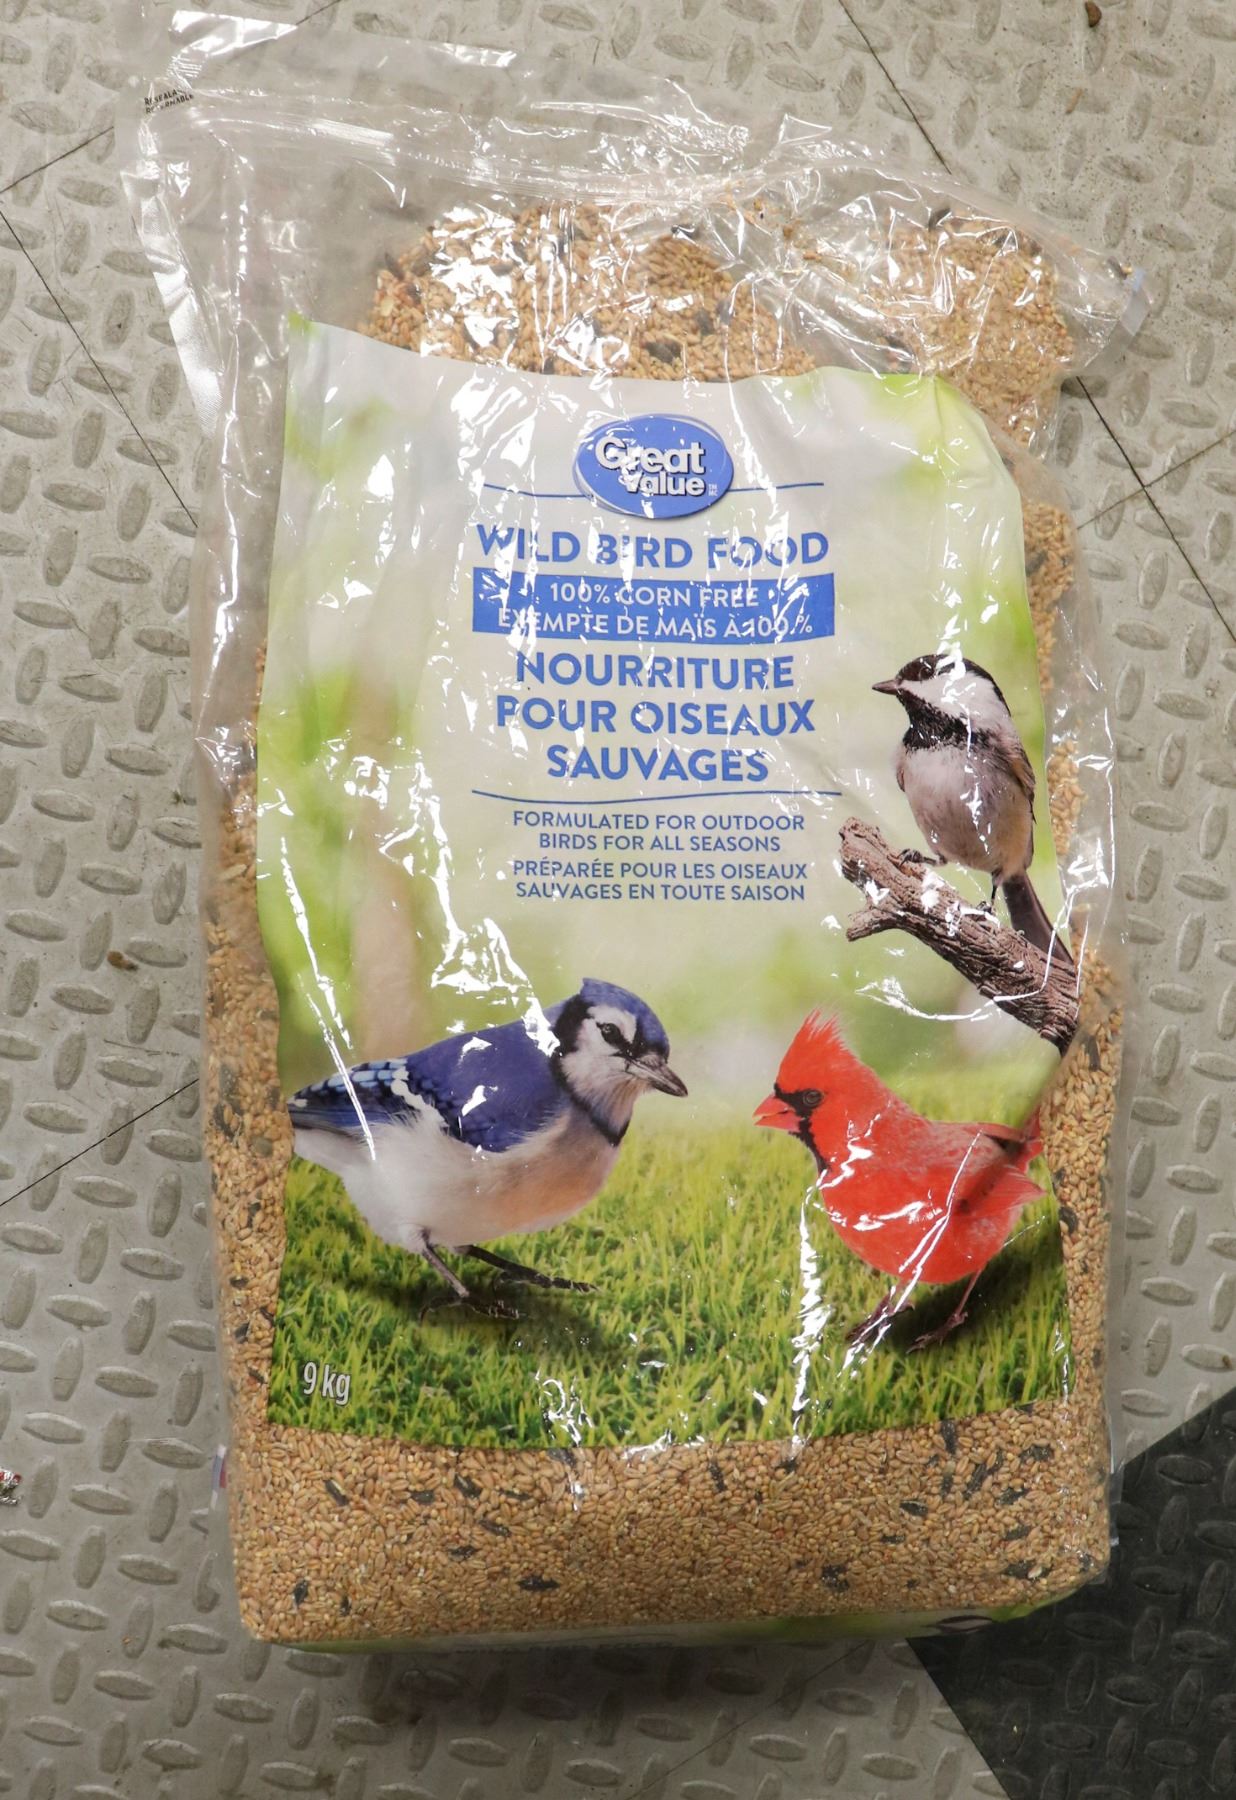 RESEALABLE
Great
Value
WILD BIRD FOOD
100% CORN FREE
EXEMPTE DE MAÏS À 100 %
NOURRITURE
POUR OISEAUX
SAUVAGES
FORMULATED FOR OUTDOOR
BIRDS FOR ALL SEASONS
PRÉPARÉE POUR LES OISEAUX
SAUVAGES EN TOUTE SAISON
9 kg